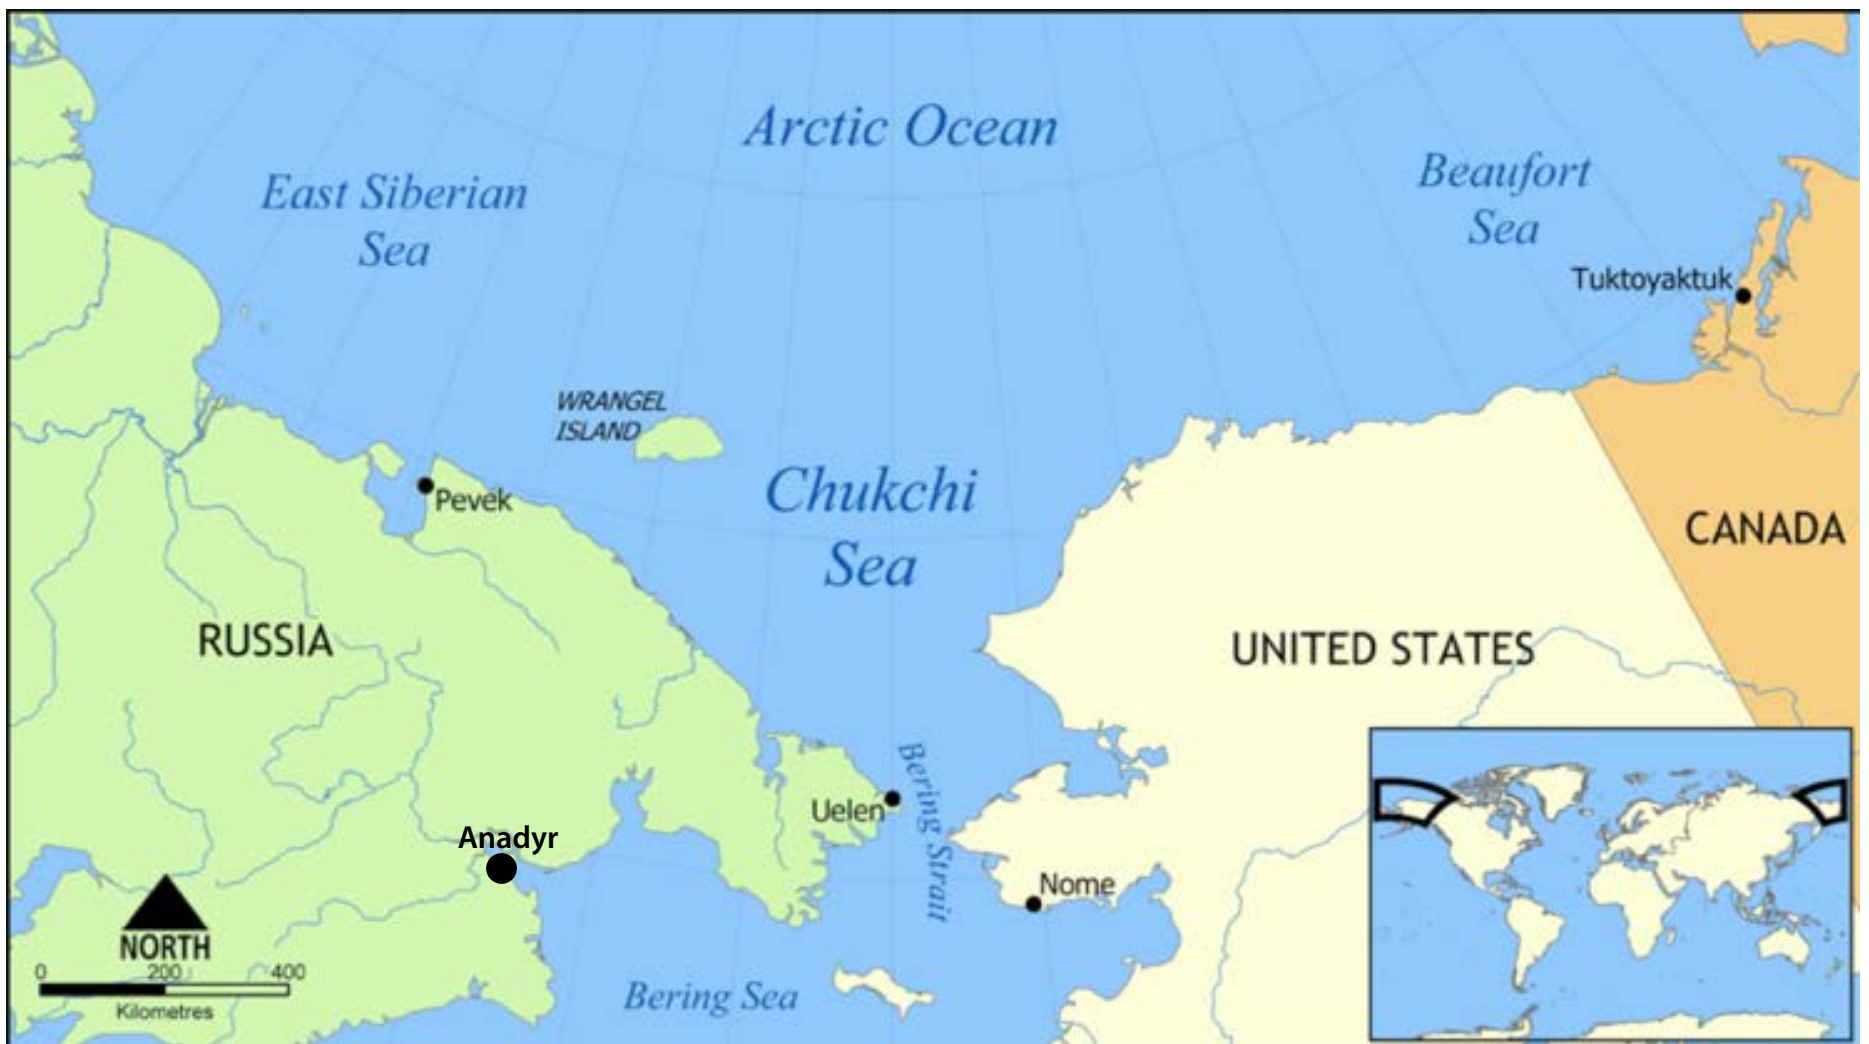 Arctic Ocean
East Siberian
Sea
Beaufort
Sea
Tuktoyaktuk
WRANGEL
ISLAND
Pevek
Chukchi
Sea
CANADA
RUSSIA
UNITED STATES
Bering Strait
Uelen
Anadyr
Nome
NORTH
0 200 400
Kilometres
Bering Sea